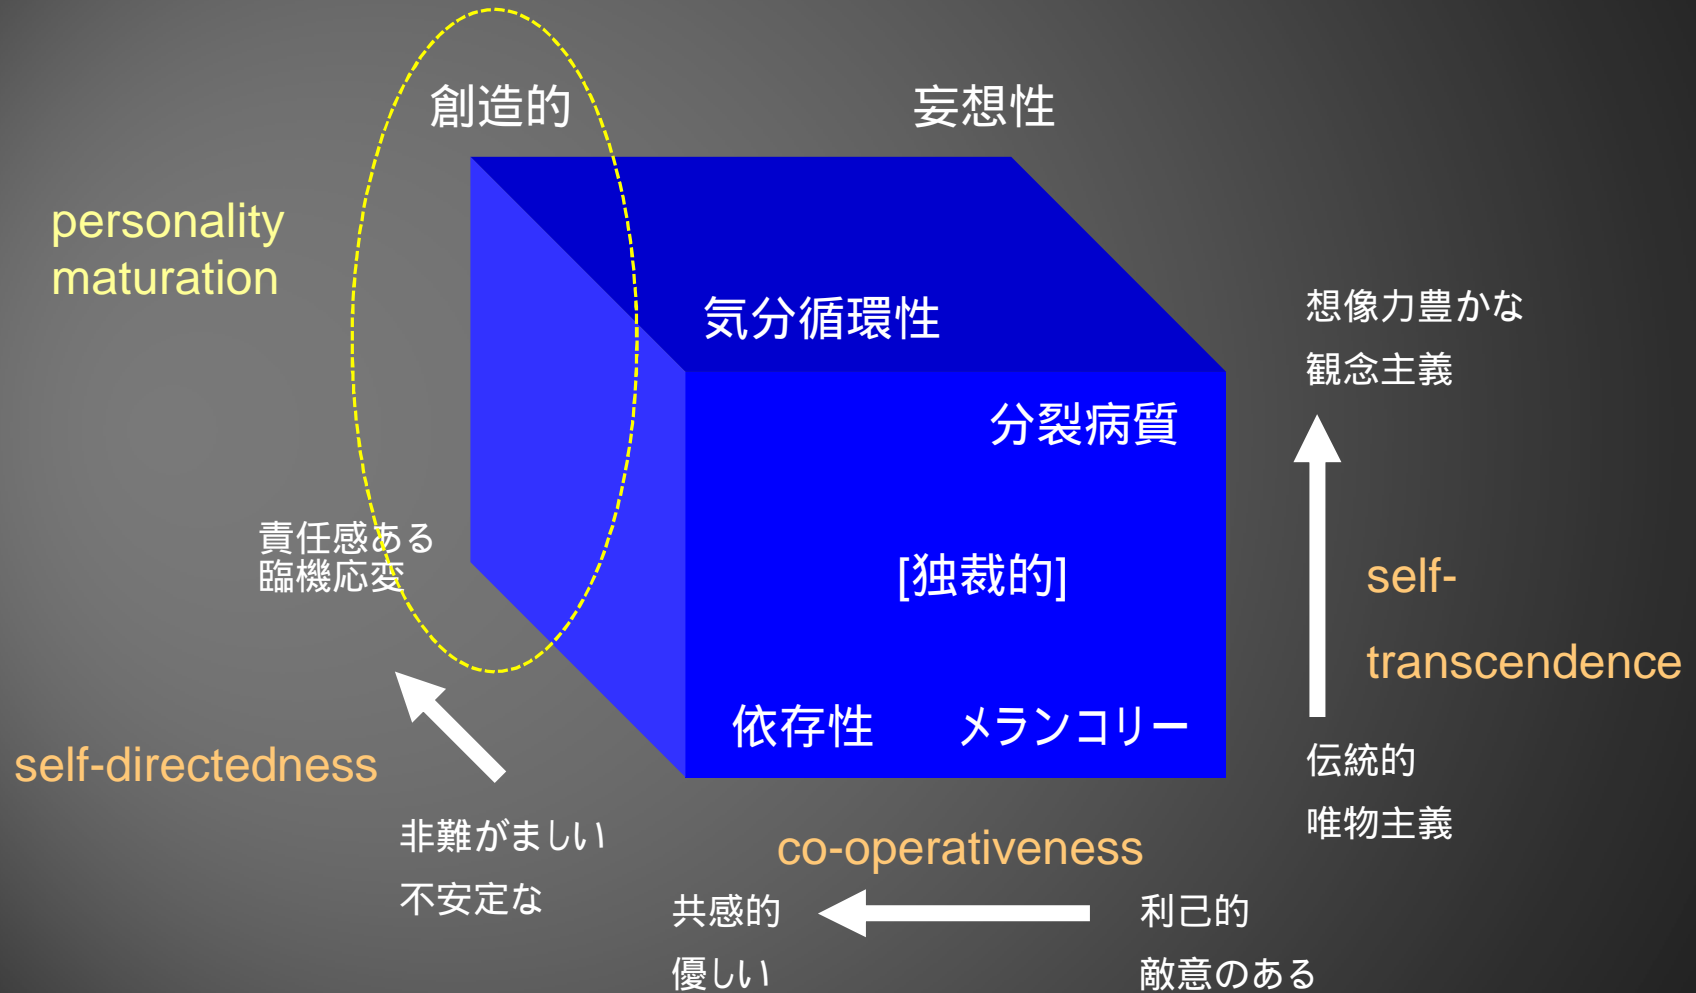 創造的
妄想性
personality
maturation
気分循環性
想像力豊かな
観念主義
分裂病質
責任感ある
臨機応変
[独裁的]
self-
transcendence
依存性
メランコリー
self-directedness
伝統的
唯物主義
非難がましい
不安定な
co-operativeness
共感的
優しい
利己的
敵意のある